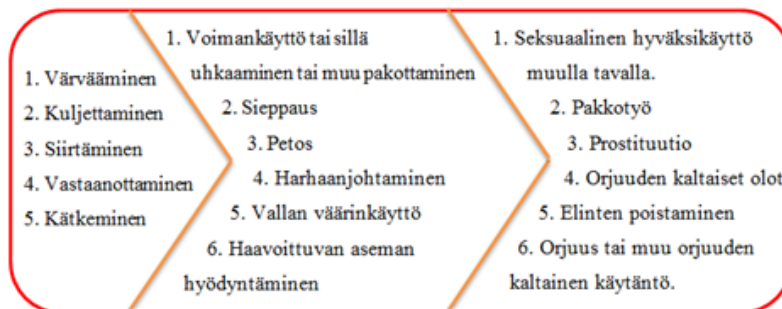 1. Värvääminen
2. Kuljettaminen
3. Siirtäminen
4. Vastaanottaminen
5. Kätkeminen
1. Voimankäyttö tai sillä
uhkaaminen tai muu pakottaminen
2. Sieppaus
3. Petos
4. Harhaanjohtaminen
5. Vallan väärinkäyttö
6. Haavoittuvan aseman
hyödyntäminen
1. Seksuaalinen hyväksikäyttö
muulla tavalla.
2. Pakkotyö
3. Prostituutio
4. Orjuuden kaltaiset olot
5. Elinten poistaminen
6. Orjuus tai muu orjuuden
kaltainen käytäntö.